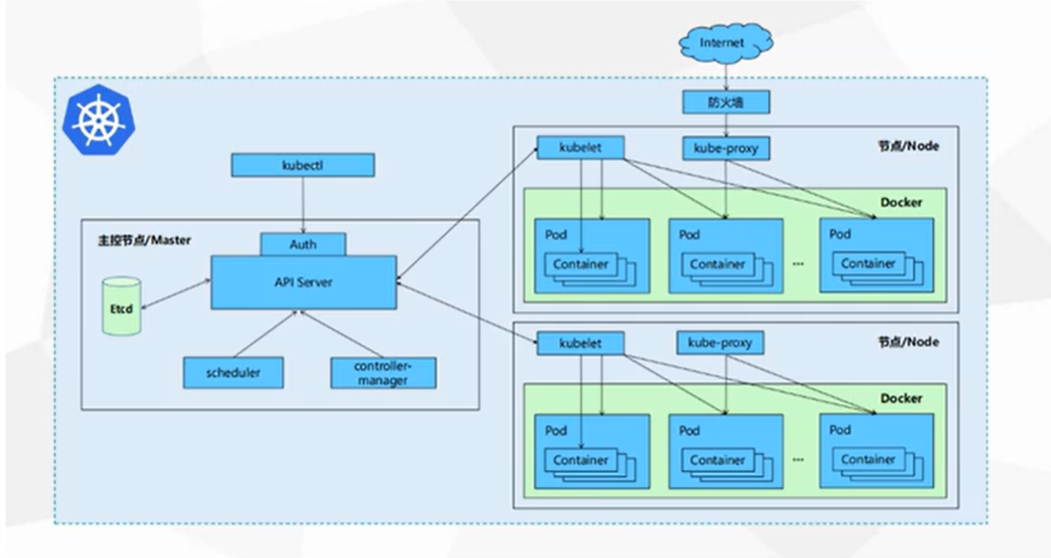 Internet
防火墙
kubectl
主控节点/Master
Auth
API Server
Etcd
scheduler
controller-
manager
kubelet
kube-proxy
节点/Node
Docker
Pod
Container
Pod
Container
...
Pod
Container
kubelet
kube-proxy
节点/Node
Docker
Pod
Container
Pod
Container
...
Pod
Container